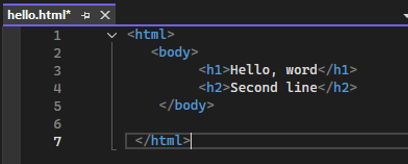 hello.html*
1 <html>
2 <body>
3 <h1>Hello, word</h1>
4 <h2>Second line</h2>
5 </body>
6
7 </html>